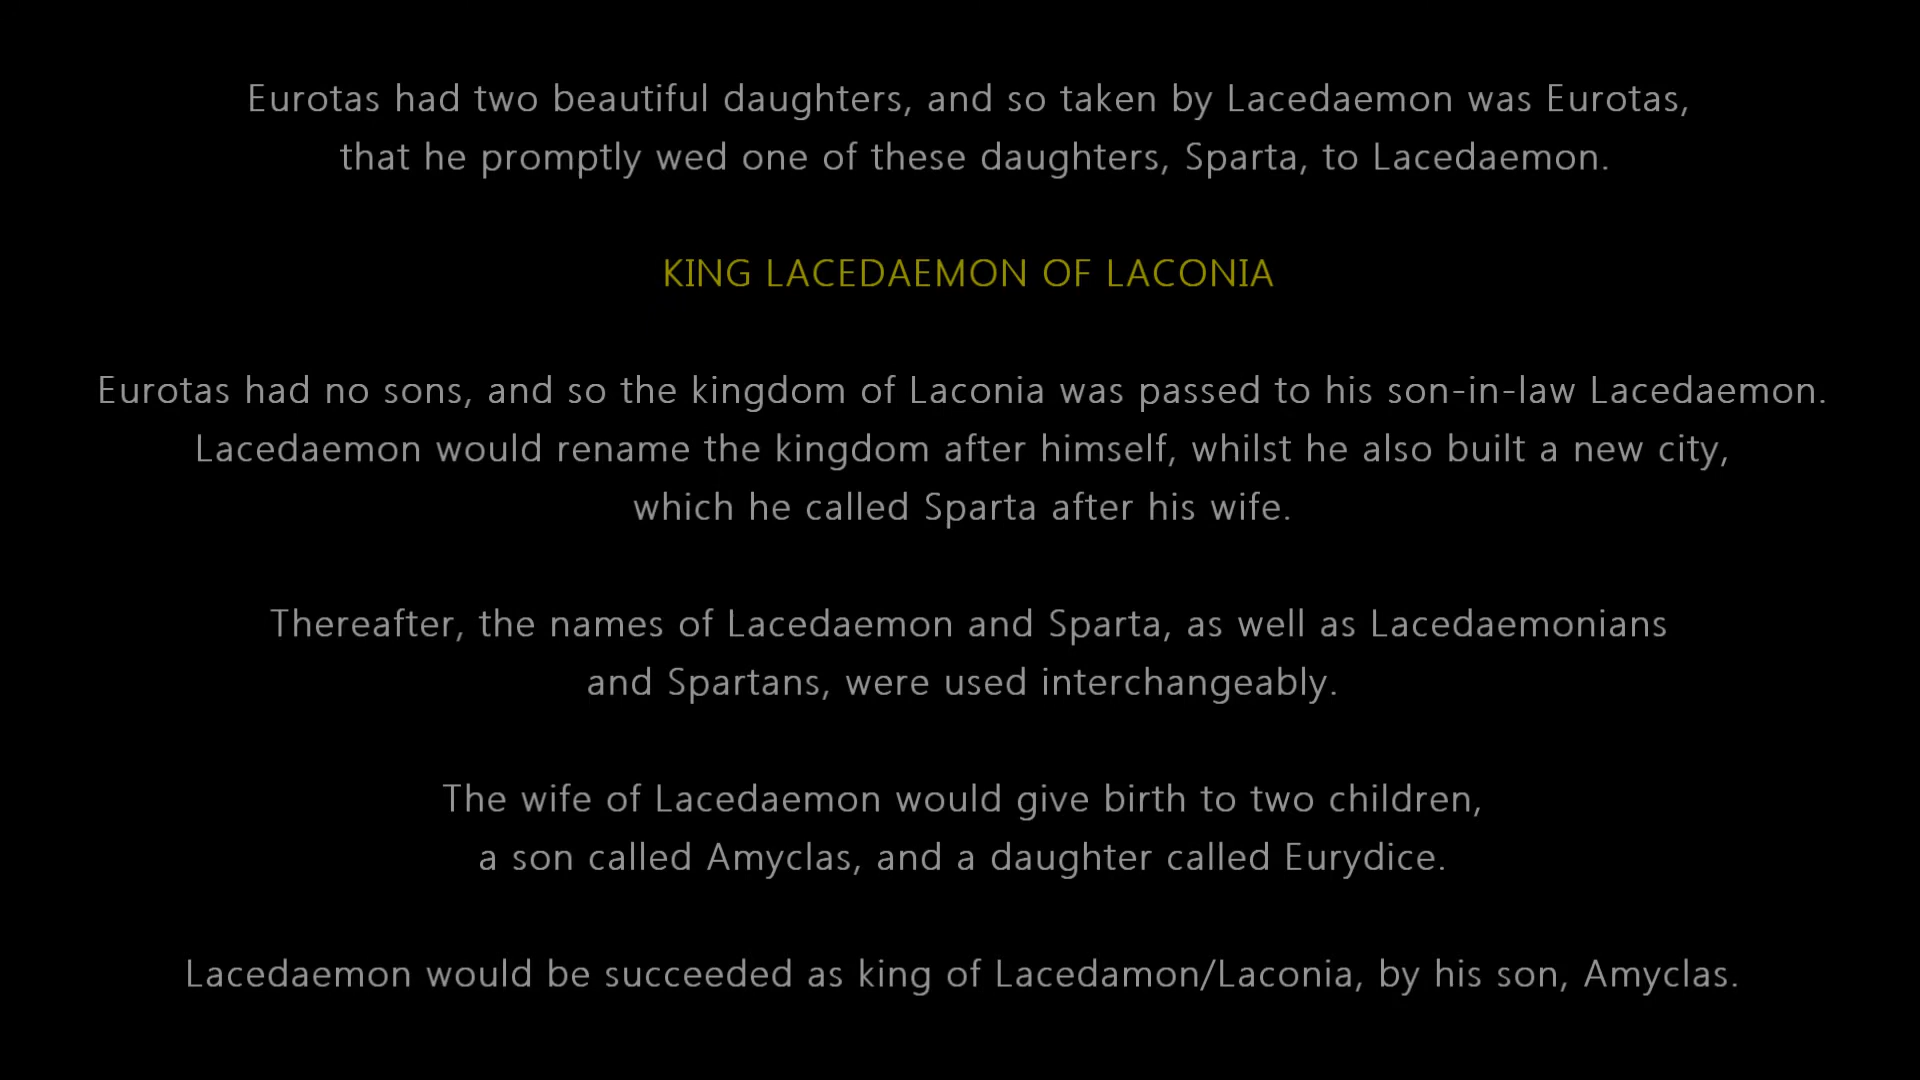 Eurotas had two beautiful daughters, and so taken by Lacedaemon was Eurotas,
that he promptly wed one of these daughters, Sparta, to Lacedaemon.
KING LACEDAEMON OF LACONIA
Eurotas had no sons, and so the kingdom of Laconia was passed to his son-in-law Lacedaemon.
Lacedaemon would rename the kingdom after himself, whilst he also built a new city,
which he called Sparta after his wife.
Thereafter, the names of Lacedaemon and Sparta, as well as Lacedaemonians
and Spartans, were used interchangeably.
The wife of Lacedaemon would give birth to two children,
a son called Amyclas, and a daughter called Eurydice.
Lacedaemon would be succeeded as king of Lacedamon/Laconia, by his son, Amyclas.